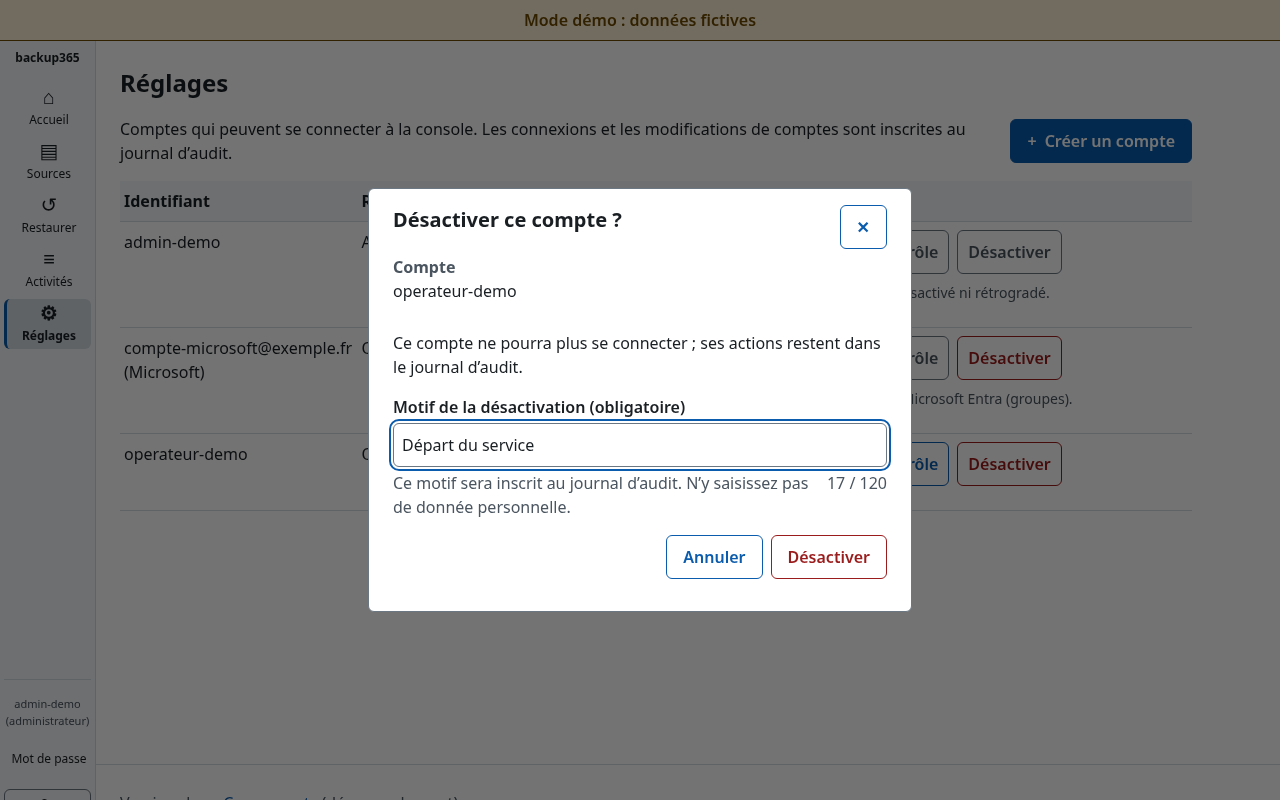 Mode démo : données fictives
backup365
Accueil
Sources
Restaurer
Activités
Réglages
admin-demo
(administrateur)
Mot de passe
Réglages
Comptes qui peuvent se connecter à la console. Les connexions et les modifications de comptes sont inscrites au
journal d’audit.
+ Créer un compte
Identifiant
admin-demo
rôle
Désactiver
sactivé ni rétrogradé.
compte-microsoft@exemple.fr
(Microsoft)
rôle
Désactiver
icrosoft Entra (groupes).
operateur-demo
rôle
Désactiver
Désactiver ce compte ?
×
Compte
operateur-demo
Ce compte ne pourra plus se connecter ; ses actions restent dans
le journal d’audit.
Motif de la désactivation (obligatoire)
Départ du service
Ce motif sera inscrit au journal d’audit. N’y saisissez pas
de donnée personnelle.
17 / 120
Annuler
Désactiver